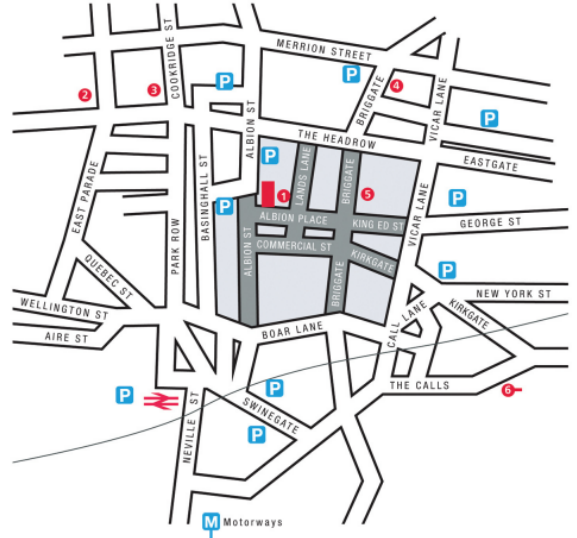 MERRION STREET
COOKRIDGE ST
P
P
4
2
3
BRIGGATE
VICAR LANE
P
ALBION ST
THE HEADROW
P
EASTGATE
LANDS LANE
BRIGGATE
1
5
P
EAST PARADE
BASINGHALL ST
P
ALBION PLACE
KING ED ST
VICAR LANE
GEORGE ST
PARK ROW
ALBION ST
COMMERCIAL ST
KIRKGATE
QUEBEC ST
P
BRIGGATE
NEW YORK ST
WELLINGTON ST
CALL LANE
KIRKGATE
AIRE ST
BOAR LANE
THE CALLS
6
P
P
SWINEGATE
NEVILLE ST
P
M Motorways